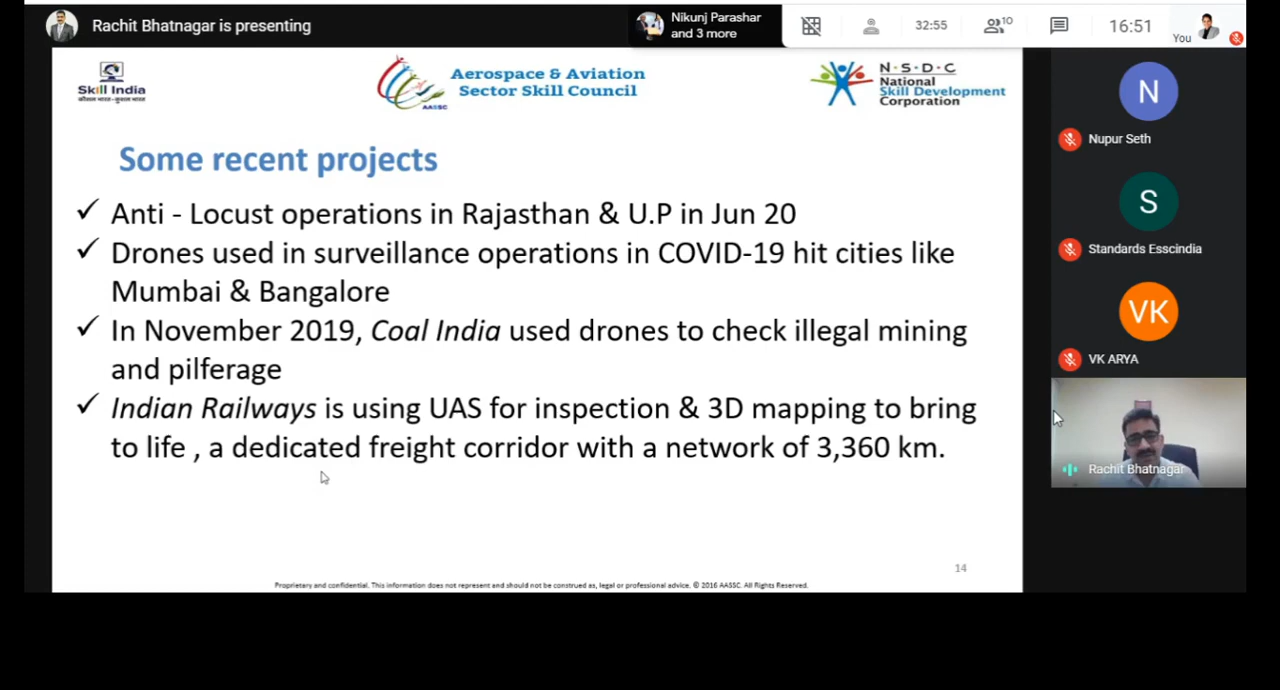 Rachit Bhatnagar is presenting
Nikunj Parashar
and 3 more
32:55
10
16:51
You
Skill India
कौशल भारत-कुशल भारत
AASSC
Aerospace & Aviation
Sector Skill Council
N·S·D·C
National
Skill Development
Corporation
Some recent projects
✓ Anti - Locust operations in Rajasthan & U.P in Jun 20
✓ Drones used in surveillance operations in COVID-19 hit cities like
Mumbai & Bangalore
✓ In November 2019, Coal India used drones to check illegal mining
and pilferage
✓ Indian Railways is using UAS for inspection & 3D mapping to bring
to life , a dedicated freight corridor with a network of 3,360 km.
14
Proprietary and confidential. This information does not represent and should not be construed as, legal or professional advice. © 2016 AASSC. All Rights Reserved.
N
Nupur Seth
S
Standards Esscindia
VK
VK ARYA
Rachit Bhatnagar